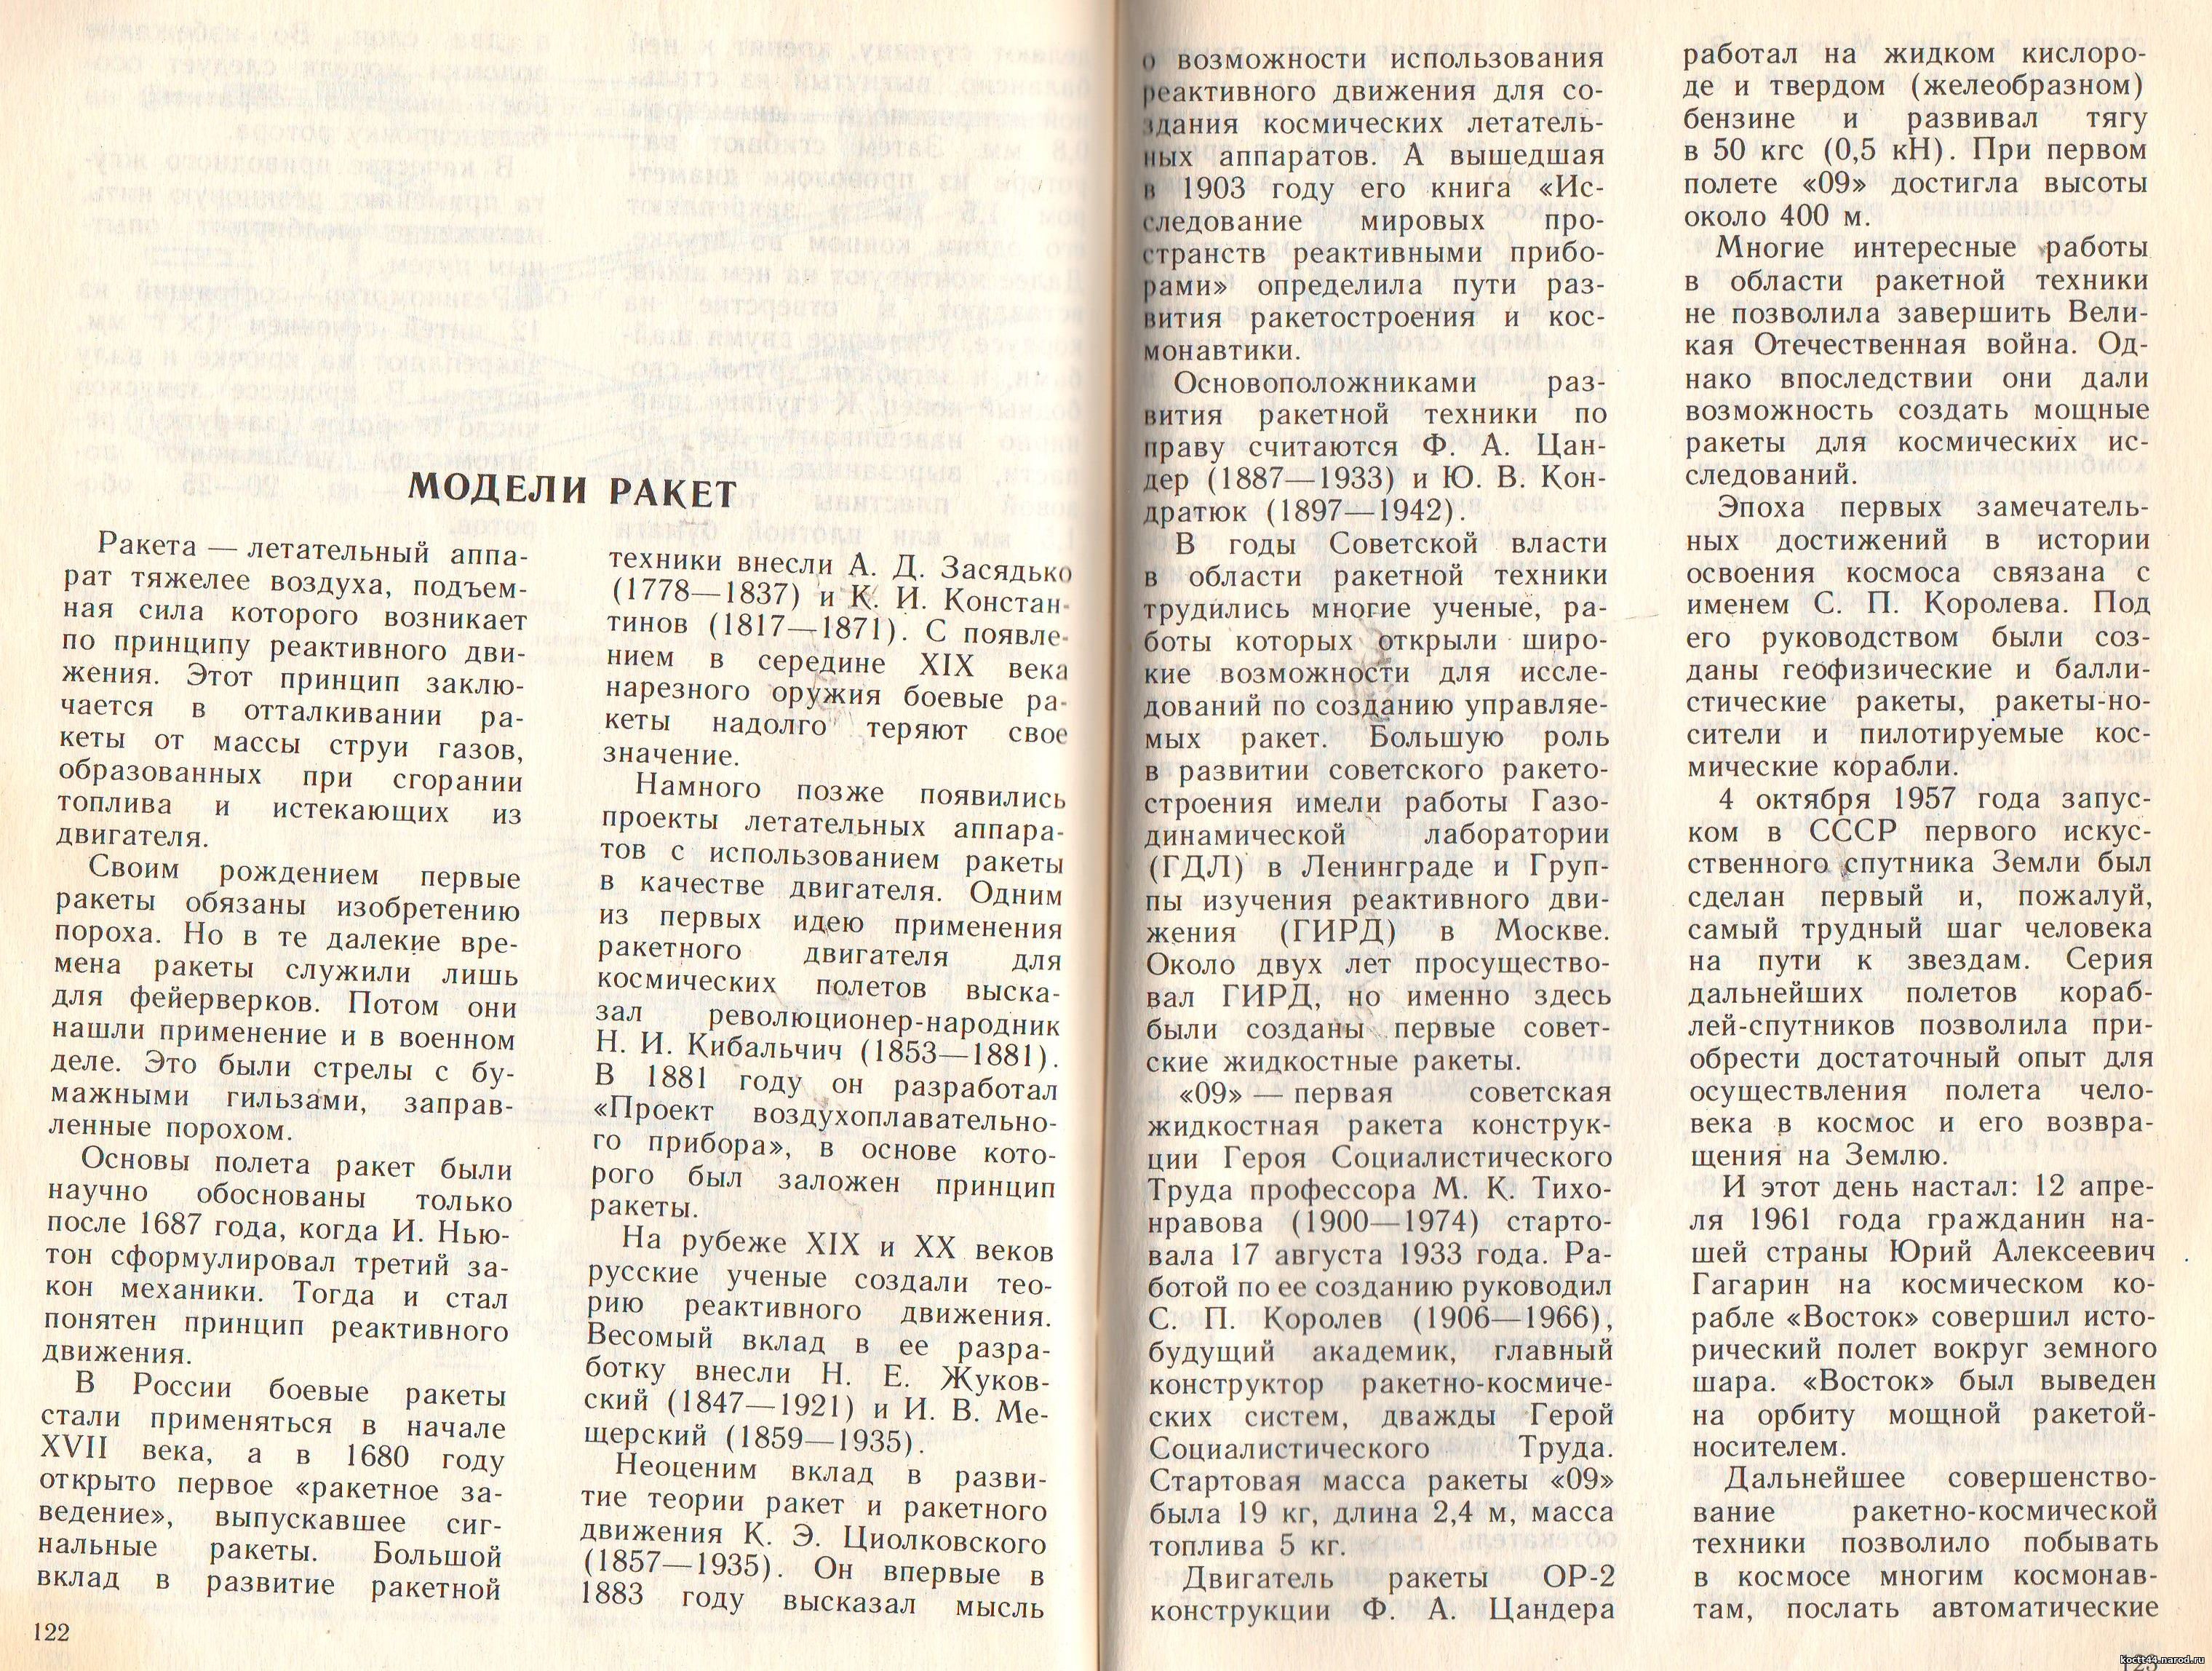 МОДЕЛИ РАКЕТ
Ракета — летательный аппа-
рат тяжелее воздуха, подъем-
ная сила которого возникает
по принципу реактивного дви-
жения. Этот принцип заклю-
чается в отталкивании ра-
кеты от массы струи газов,
образованных при сгорании
топлива и истекающих из
двигателя.
Своим рождением первые
ракеты обязаны изобретению
пороха. Но в те далекие вре-
мена ракеты служили лишь
для фейерверков. Потом они
нашли применение и в военном
деле. Это были стрелы с бу-
мажными гильзами, заправ-
ленные порохом.
Основы полета ракет были
научно обоснованы только
после 1687 года, когда И. Нью-
тон сформулировал третий за-
кон механики. Тогда и стал
понятен принцип реактивного
движения.
В России боевые ракеты
стали применяться в начале
XVII века, а в 1680 году
открыто первое «ракетное за-
ведение», выпускавшее сиг-
нальные ракеты. Большой
вклад в развитие ракетной
122
техники внесли А. Д. Засядько
(1778—1837) и К. И. Констан-
тинов (1817—1871). С появле-
нием в середине XIX века
нарезного оружия боевые ра-
кеты надолго теряют свое
значение.
Намного позже появились
проекты летательных аппара-
тов с использованием ракеты
в качестве двигателя. Одним
из первых идею применения
ракетного двигателя для
космических полетов выска-
зал революционер-народник
Н. И. Кибальчич (1853—1881).
В 1881 году он разработал
«Проект воздухоплавательно-
го прибора», в основе кото-
рого был заложен принцип
ракеты.
На рубеже XIX и XX веков
русские ученые создали тео-
рию реактивного движения.
Весомый вклад в ее разра-
ботку внесли Н. Е. Жуков-
ский (1847—1921) и И. В. Ме-
щерский (1859—1935).
Неоценим вклад в разви-
тие теории ракет и ракетного
движения К. Э. Циолковского
(1857—1935). Он впервые в
1883 году высказал мысль
о возможности использования
реактивного движения для со-
здания космических летатель-
ных аппаратов. А вышедшая
в 1903 году его книга «Ис-
следование мировых про-
странств реактивными прибо-
рами» определила пути раз-
вития ракетостроения и кос-
монавтики.
Основоположниками раз-
вития ракетной техники по
праву считаются Ф. А. Цан-
дер (1887—1933) и Ю. В. Кон-
дратюк (1897—1942).
В годы Советской власти
в области ракетной техники
трудились многие ученые, ра-
боты которых открыли широ-
кие возможности для иссле-
дований по созданию управляе-
мых ракет. Большую роль
в развитии советского ракето-
строения имели работы Газо-
динамической лаборатории
(ГДЛ) в Ленинграде и Груп-
пы изучения реактивного дви-
жения (ГИРД) в Москве.
Около двух лет просущество-
вал ГИРД, но именно здесь
были созданы первые совет-
ские жидкостные ракеты.
«09» — первая советская
жидкостная ракета конструк-
ции Героя Социалистического
Труда профессора М. К. Тихо-
нравова (1900—1974) старто-
вала 17 августа 1933 года. Ра-
ботой по ее созданию руководил
С. П. Королев (1906—1966),
будущий академик, главный
конструктор ракетно-космиче-
ских систем, дважды Герой
Социалистического Труда.
Стартовая масса ракеты «09»
была 19 кг, длина 2,4 м, масса
топлива 5 кг.
Двигатель ракеты ОР-2
конструкции Ф. А. Цандера
работал на жидком кислоро-
де и твердом (желеобразном)
бензине и развивал тягу
в 50 кгс (0,5 кН). При первом
полете «09» достигла высоты
около 400 м.
Многие интересные работы
в области ракетной техники
не позволила завершить Вели-
кая Отечественная война. Од-
нако впоследствии они дали
возможность создать мощные
ракеты для космических ис-
следований.
Эпоха первых замечатель-
ных достижений в истории
освоения космоса связана с
именем С. П. Королева. Под
его руководством были соз-
даны геофизические и балли-
стические ракеты, ракеты-но-
сители и пилотируемые кос-
мические корабли.
4 октября 1957 года запус-
ком в СССР первого искус-
ственного спутника Земли был
сделан первый и, пожалуй,
самый трудный шаг человека
на пути к звездам. Серия
дальнейших полетов кораб-
лей-спутников позволила при-
обрести достаточный опыт для
осуществления полета чело-
века в космос и его возвра-
щения на Землю.
И этот день настал: 12 апре-
ля 1961 года гражданин на-
шей страны Юрий Алексеевич
Гагарин на космическом ко-
рабле «Восток» совершил исто-
рический полет вокруг земного
шара. «Восток» был выведен
на орбиту мощной ракетой-
носителем.
Дальнейшее совершенство-
вание ракетно-космической
техники позволило побывать
в космосе многим космонав-
там, послать автоматические
123
koctt44.narod.ru